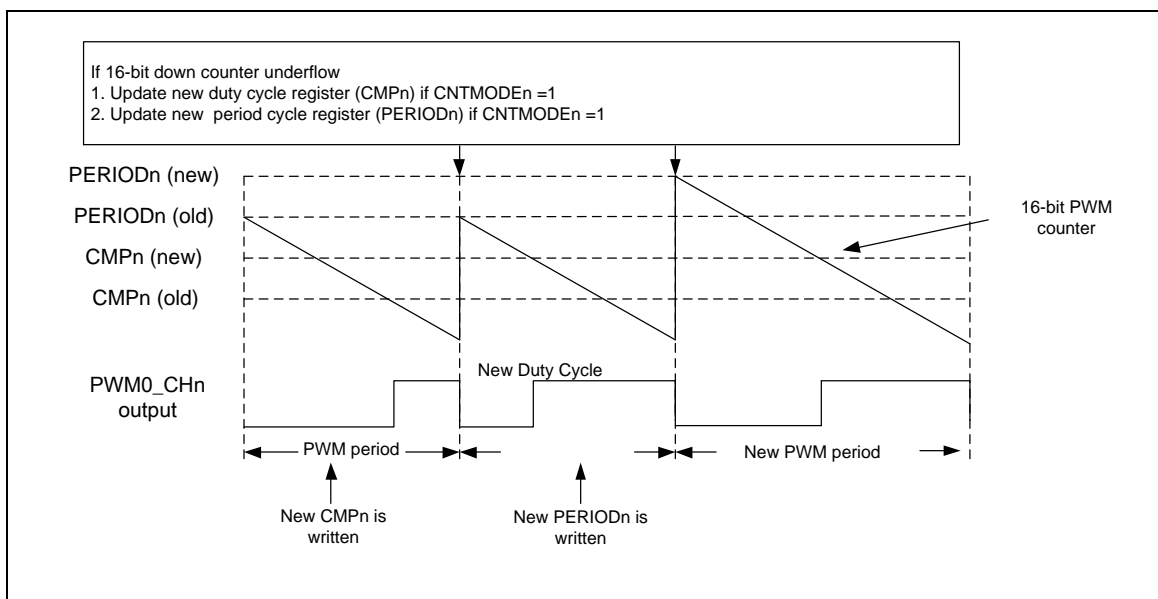 If 16-bit down counter underflow
1. Update new duty cycle register (CMPn) if CNTMODEn =1
2. Update new  period cycle register (PERIODn) if CNTMODEn =1
PERIODn (new)
PERIODn (old)
CMPn (new)
CMPn (old)
16-bit PWM
counter
PWM0_CHn
output
New Duty Cycle
PWM period
New PWM period
New CMPn is
written
New PERIODn is
written